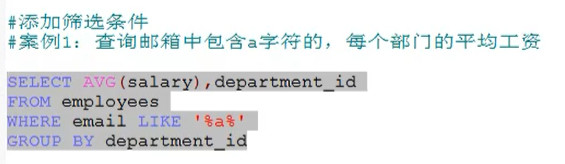 #添加筛选条件
#案例1：查询邮箱中包含a字符的，每个部门的平均工资
SELECT AVG(salary),department_id
FROM employees
WHERE email LIKE '%a%'
GROUP BY department_id